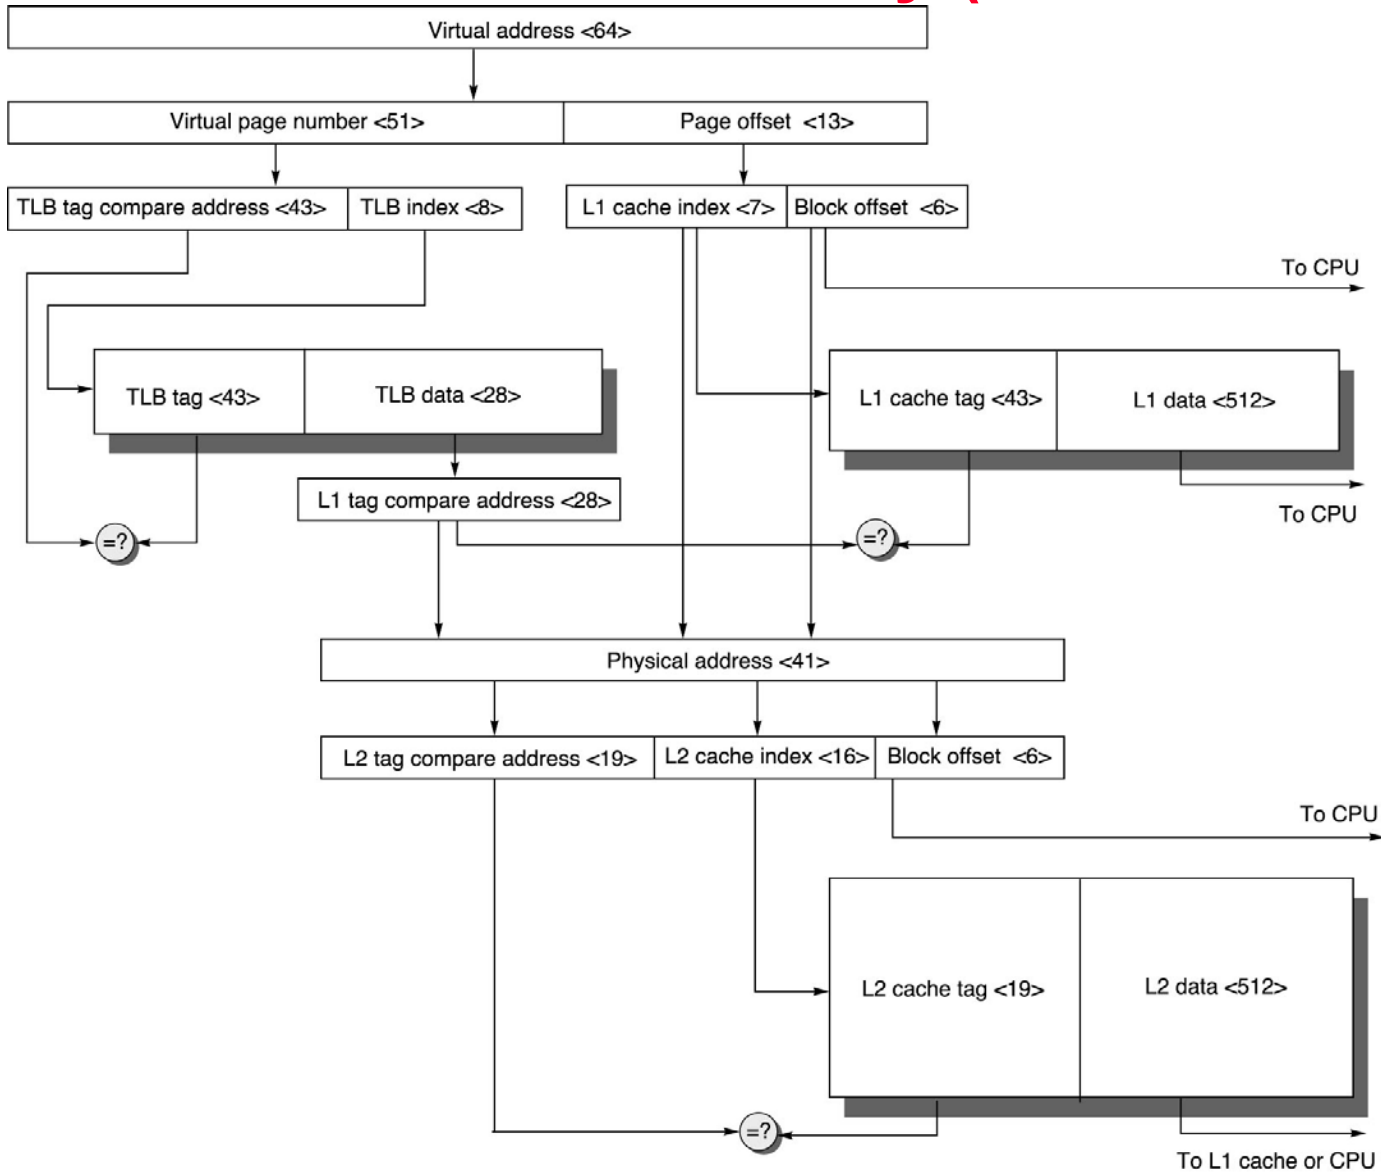 Virtual address <64>
Virtual page number <51> Page offset <13>
TLB tag compare address <43> TLB index <8> L1 cache index <7> Block offset <6>
To CPU
TLB tag <43> TLB data <28> L1 cache tag <43> L1 data <512>
L1 tag compare address <28> To CPU
=? =?
Physical address <41>
L2 tag compare address <19> L2 cache index <16> Block offset <6>
To CPU
L2 cache tag <19> L2 data <512>
=?
To L1 cache or CPU